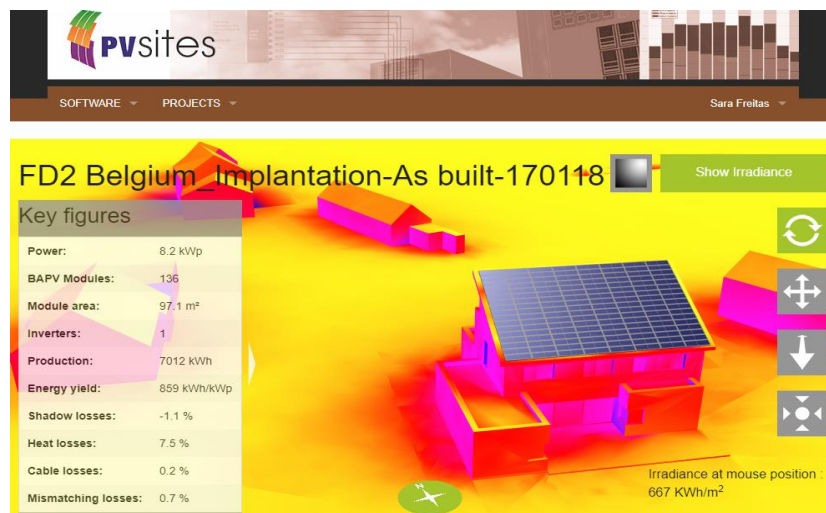 PVsites
SOFTWARE PROJECTS Sara Freitas
FD2 Belgium_Implantation-As built-170118 Show Irradiance
Key figures
Power: 8.2 kWp
BAPV Modules: 136
Module area: 97.1 m²
Inverters: 1
Production: 7012 kWh
Energy yield: 859 kWh/kWp
Shadow losses: -1.1 %
Heat losses: 7.5 %
Cable losses: 0.2 %
Mismatching losses: 0.7 %
Irradiance at mouse position :
667 KWh/m²
N